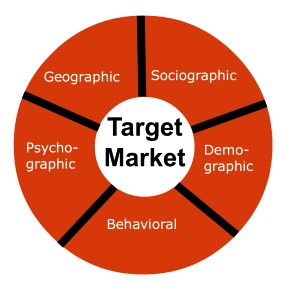 Geographic
Sociographic
Target
Market
Psycho-
graphic
Demo-
graphic
Behavioral